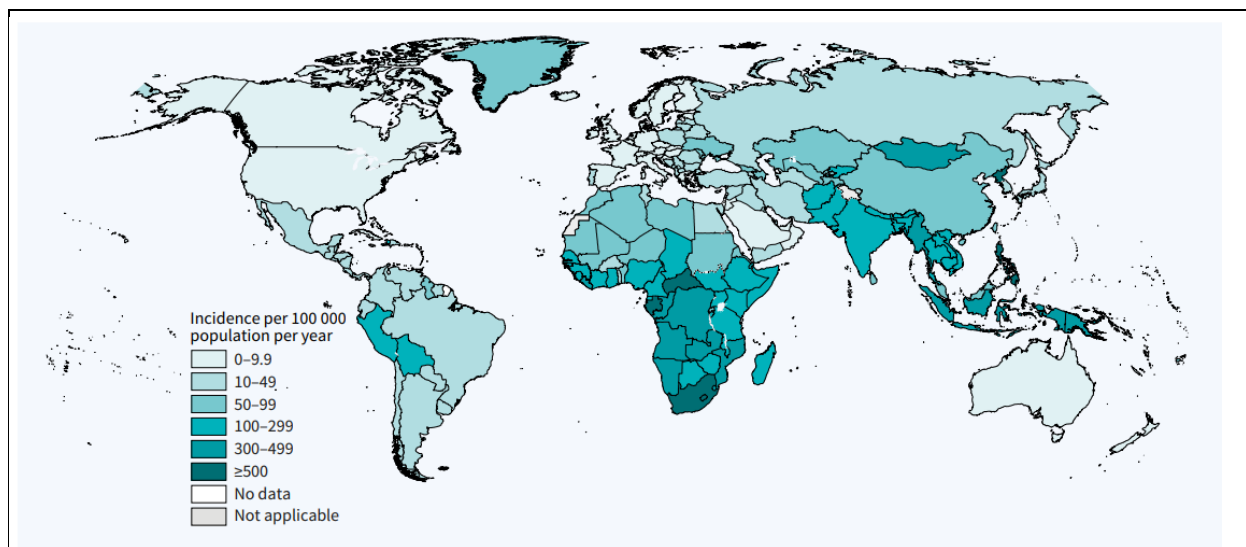 Incidence per 100 000
population per year
0–9.9
10–49
50–99
100–299
300–499
≥500
No data
Not applicable